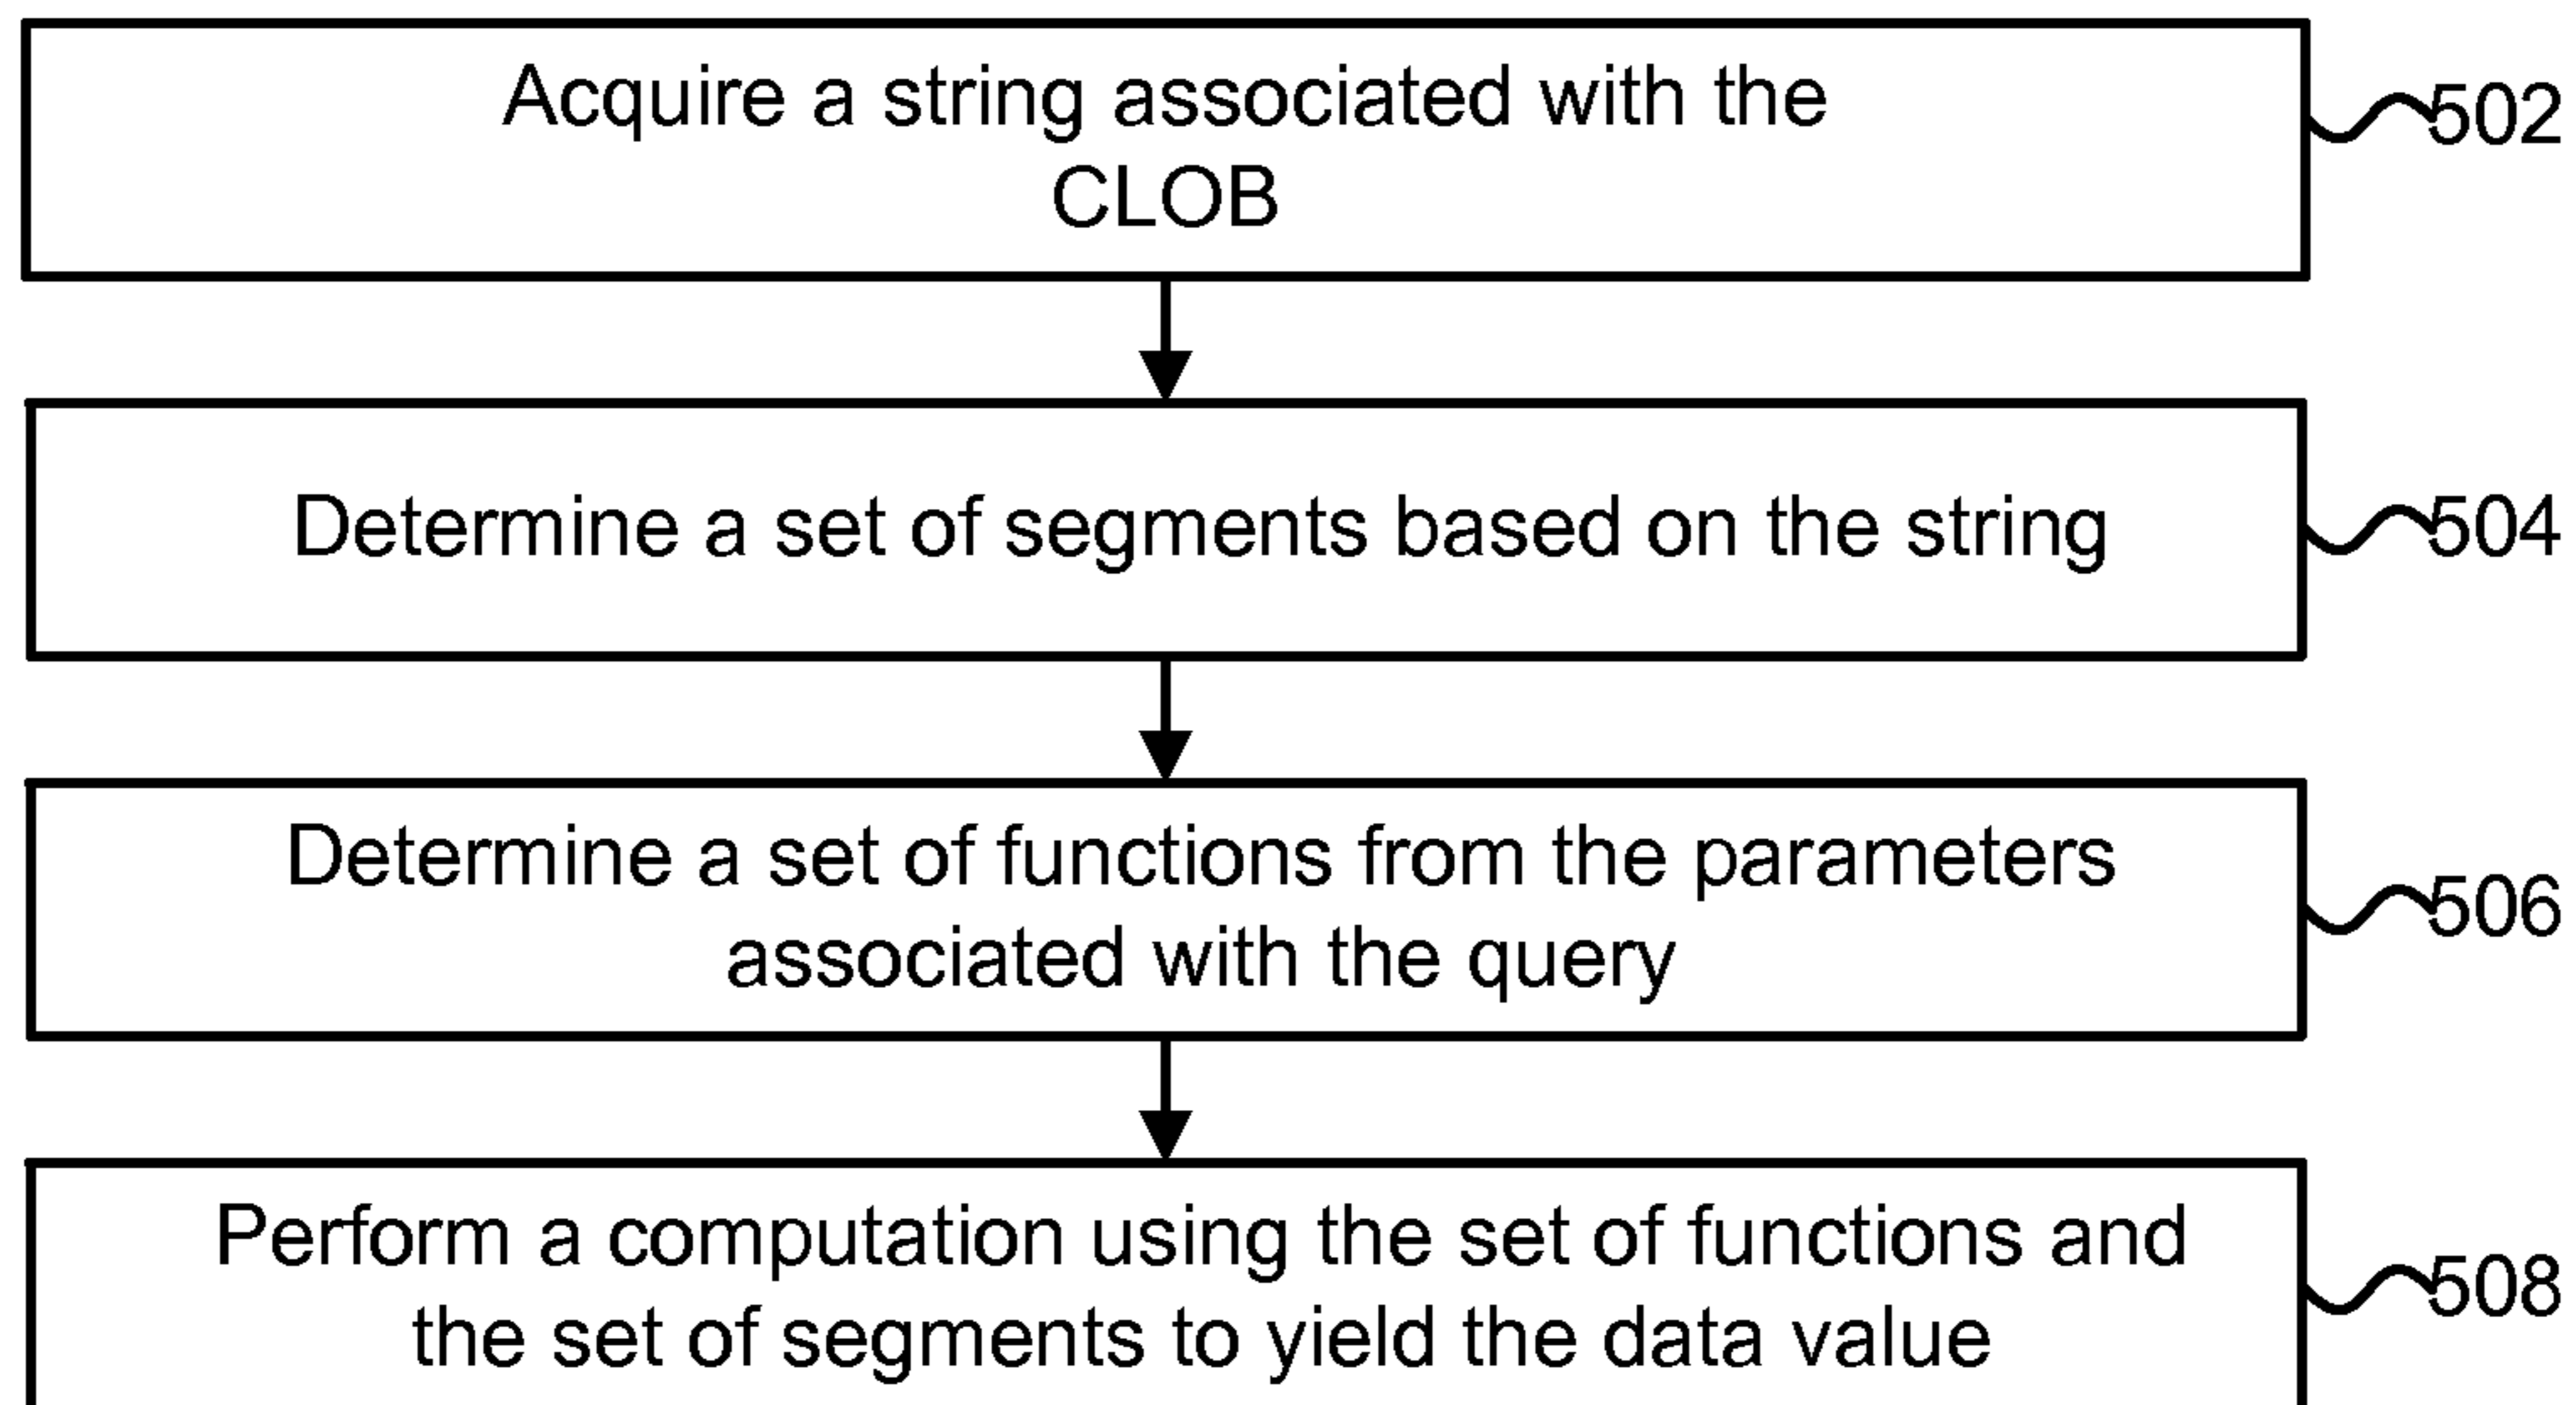 Acquire a string associated with the
CLOB
502
Determine a set of segments based on the string
504
Determine a set of functions from the parameters
associated with the query
506
Perform a computation using the set of functions and
the set of segments to yield the data value
508